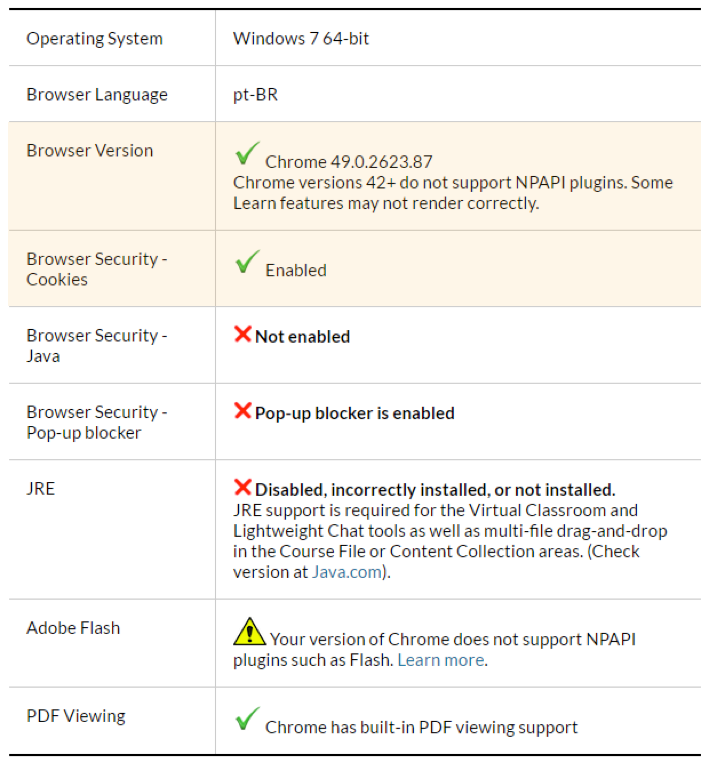 Operating System
Windows 7 64-bit
Browser Language
pt-BR
Browser Version
Chrome 49.0.2623.87
Chrome versions 42+ do not support NPAPI plugins. Some
Learn features may not render correctly.
Browser Security -
Cookies
Enabled
Browser Security -
Java
Not enabled
Browser Security -
Pop-up blocker
Pop-up blocker is enabled
JRE
Disabled, incorrectly installed, or not installed.
JRE support is required for the Virtual Classroom and
Lightweight Chat tools as well as multi-file drag-and-drop
in the Course File or Content Collection areas. (Check
version at Java.com).
Adobe Flash
Your version of Chrome does not support NPAPI
plugins such as Flash. Learn more.
PDF Viewing
Chrome has built-in PDF viewing support